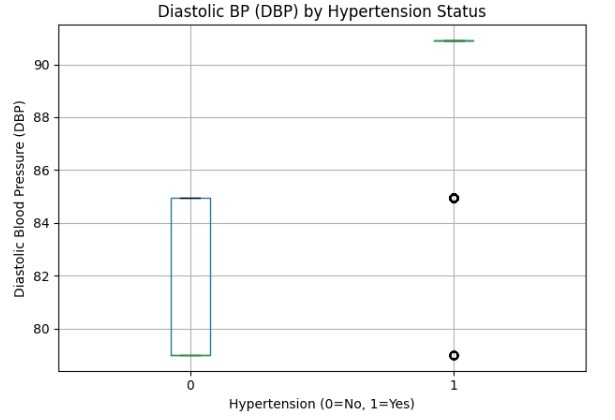 Diastolic BP (DBP) by Hypertension Status
Diastolic Blood Pressure (DBP)
90
88
86
84
82
80
0
1
Hypertension (0=No, 1=Yes)